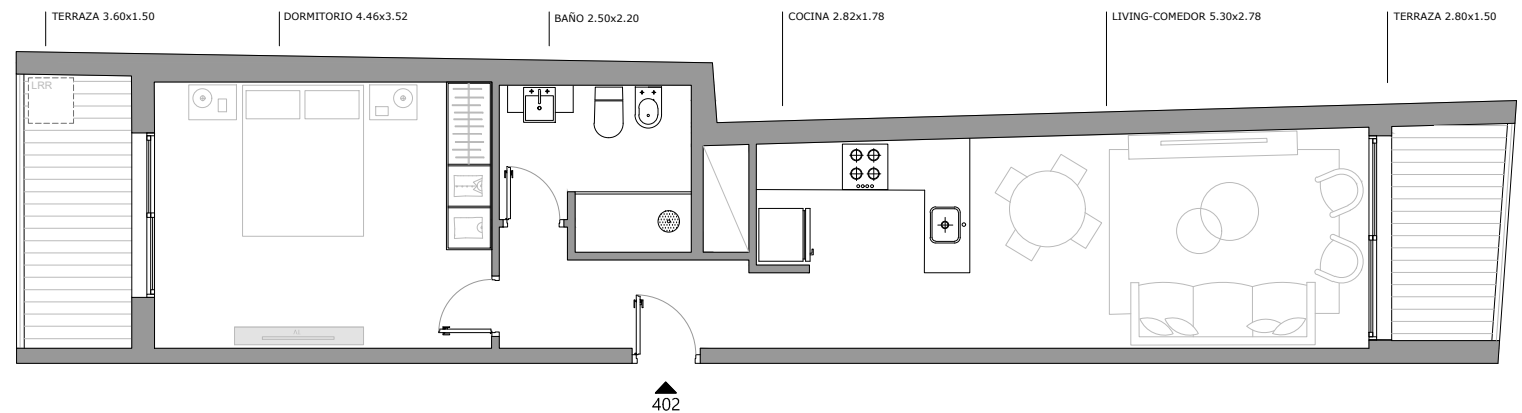 TERRAZA 3.60x1.50
DORMITORIO 4.46x3.52
BAÑO 2.50x2.20
COCINA 2.82x1.78
LIVING-COMEDOR 5.30x2.78
TERRAZA 2.80x1.50
LRR
402